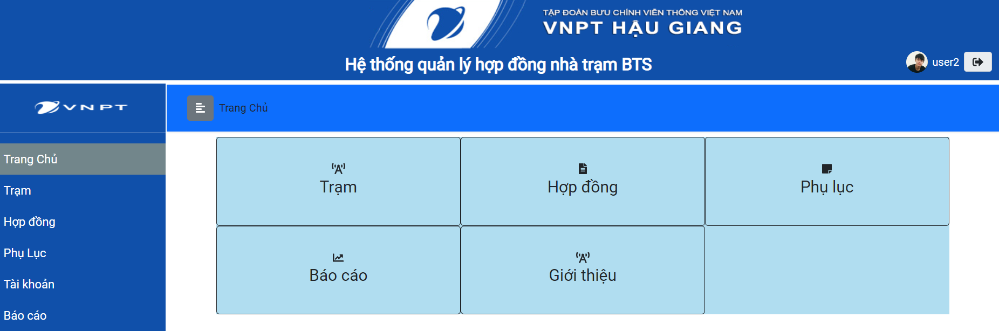 TẬP ĐOÀN BƯU CHÍNH VIỄN THÔNG VIỆT NAM
VNPT HẬU GIANG
Hệ thống quản lý hợp đồng nhà trạm BTS
user2
VNPT
Trang Chủ
Trang Chủ
Trạm
Hợp đồng
Phụ Lục
Tài khoản
Báo cáo
Trạm
Hợp đồng
Phụ lục
Báo cáo
Giới thiệu